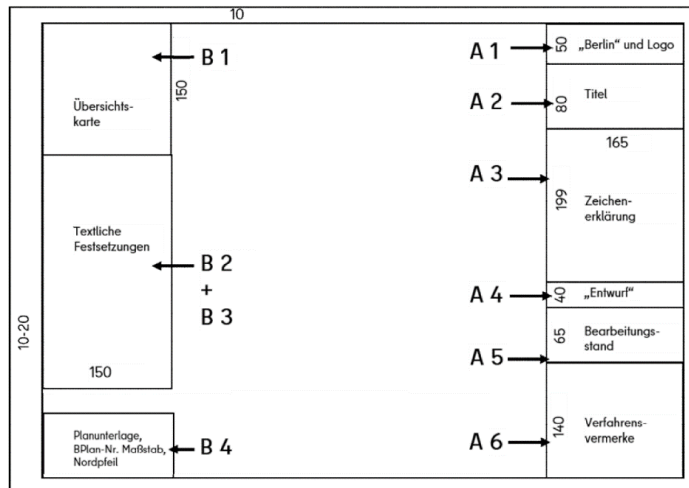 10
B 1
150
Übersichts-
karte
Textliche
Festsetzungen
B 2
+
B 3
10-20
150
Planunterlage,
BPlan-Nr. Maßstab,
Nordpfeil
B 4
A 1
50
„Berlin“ und Logo
A 2
80
Titel
165
A 3
199
Zeichen-
erklärung
A 4
40
„Entwurf“
65
Bearbeitungs-
stand
A 5
A 6
140
Verfahrens-
vermerke